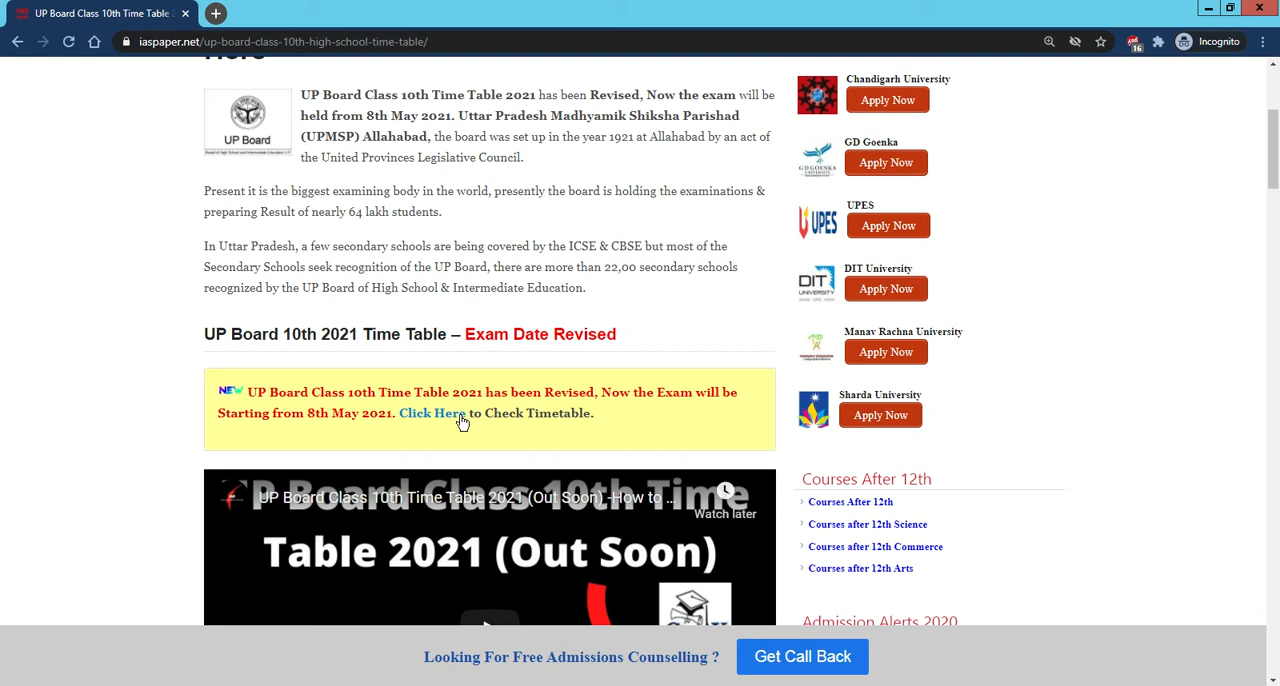 UP Board Class 10th Time Table
iaspaper.net/up-board-class-10th-high-school-time-table/
16
Incognito
UP Board
UP Board Class 10th Time Table 2021 has been Revised, Now the exam will be
held from 8th May 2021. Uttar Pradesh Madhyamik Shiksha Parishad
(UPMSP) Allahabad, the board was set up in the year 1921 at Allahabad by an act of
the United Provinces Legislative Council.
Present it is the biggest examining body in the world, presently the board is holding the examinations &
preparing Result of nearly 64 lakh students.
In Uttar Pradesh, a few secondary schools are being covered by the ICSE & CBSE but most of the
Secondary Schools seek recognition of the UP Board, there are more than 22,00 secondary schools
recognized by the UP Board of High School & Intermediate Education.
UP Board 10th 2021 Time Table – Exam Date Revised
NEW UP Board Class 10th Time Table 2021 has been Revised, Now the Exam will be
Starting from 8th May 2021. Click Here to Check Timetable.
UP Board Class 10th Time Table 2021 (Out Soon) -How to ...
Watch later
P Board Class 10th Time
Table 2021 (Out Soon)
Chandigarh University
Apply Now
GD Goenka
GD GOENKA
UNIVERSITY
Apply Now
UPES
UPES
Apply Now
DIT University
DIT
UNIVERSITY
Apply Now
Manav Rachna University
Apply Now
Sharda University
Apply Now
Courses After 12th
Courses After 12th
Courses after 12th Science
Courses after 12th Commerce
Courses after 12th Arts
Admission Alerts 2020
Looking For Free Admissions Counselling ?
Get Call Back